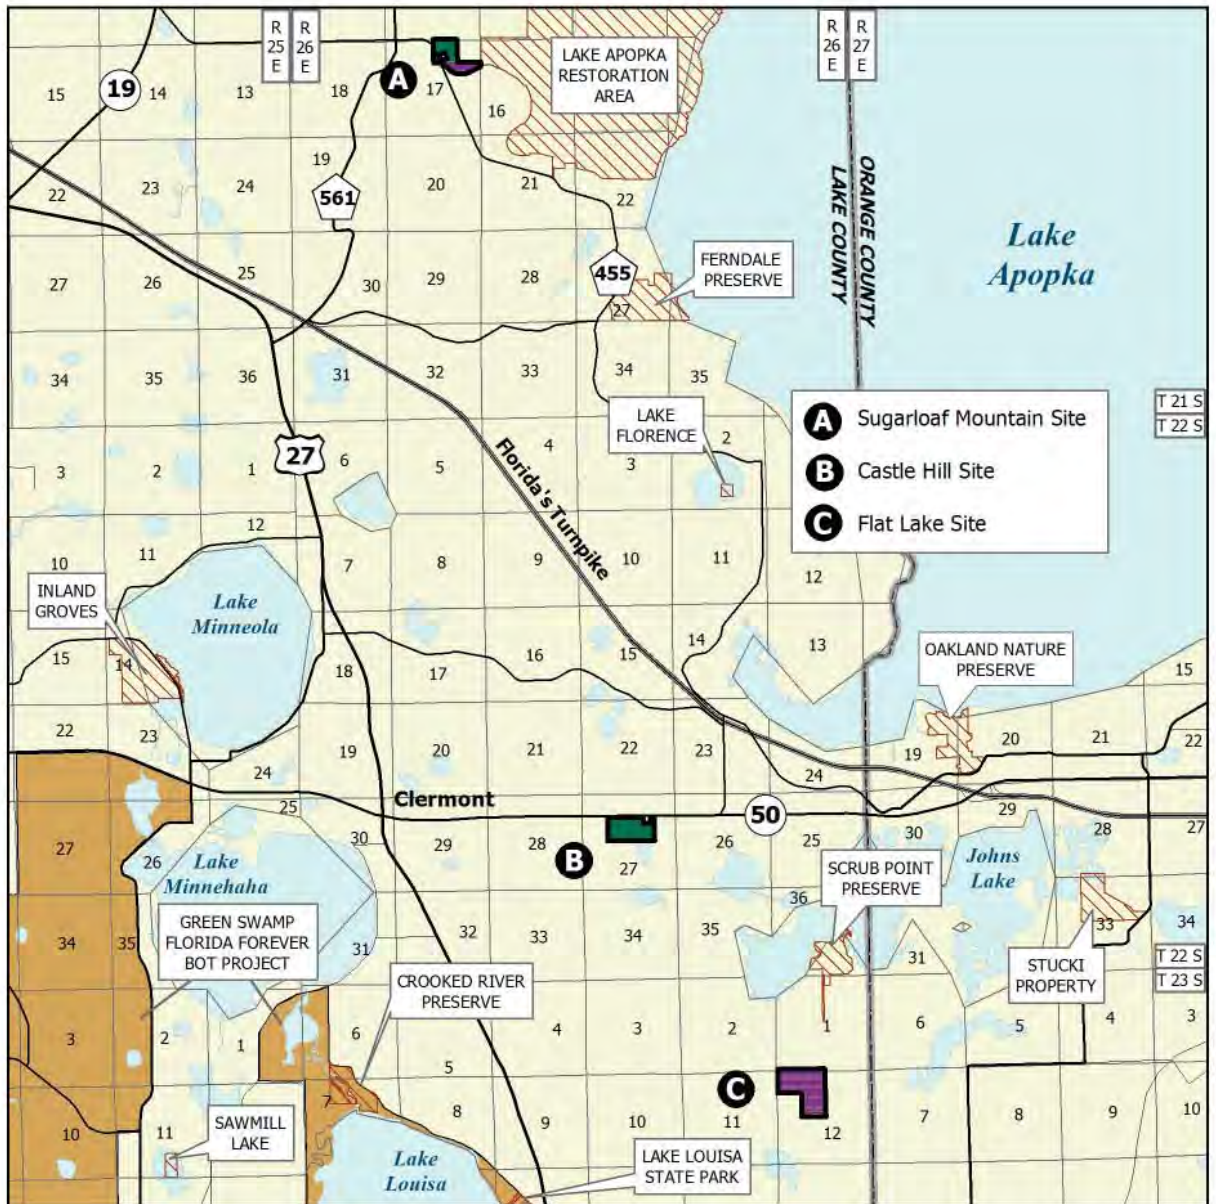 R
25
E
R
26
E
R
26
E
R
27
E
LAKE APOPKA
RESTORATION
AREA
A
19
15
14
13
18
17
16
19
561
22
23
24
20
21
22
ORANGE COUNTY
LAKE COUNTY
Lake
Apopka
455
FERNDALE
PRESERVE
27
26
25
30
29
28
27
34
35
36
31
32
33
34
35
T 21 S
T 22 S
LAKE
FLORENCE
A Sugarloaf Mountain Site
B Castle Hill Site
C Flat Lake Site
27
3
2
1
6
5
4
3
2
Florida's Turnpike
12
10
11
7
8
9
10
11
12
INLAND
GROVES
Lake
Minneola
15
14
18
17
16
15
14
13
OAKLAND NATURE
PRESERVE
15
22
23
24
19
20
21
22
23
24
19
20
21
22
Clermont
50
25
30
29
28
27
26
25
30
29
28
27
B
27
26
Lake
Minnehaha
SCRUB POINT
PRESERVE
36
Johns
Lake
GREEN SWAMP
FLORIDA FOREVER
BOT PROJECT
34
35
31
32
33
34
35
31
33
34
T 22 S
T 23 S
CROOKED RIVER
PRESERVE
STUCKI
PROPERTY
3
2
1
6
5
4
3
2
1
6
5
4
3
C
7
8
9
10
11
12
7
8
9
10
10
11
SAWMILL
LAKE
Lake
Louisa
LAKE LOUISA
STATE PARK